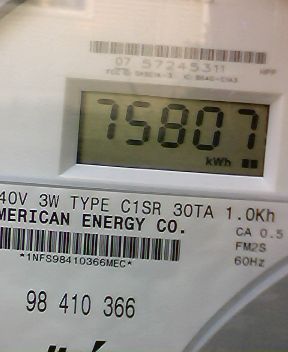 07 57245311 HPP
75807
kWh
40V 3W TYPE C1SR 30TA 1.0Kh
MERICAN ENERGY CO.
CA 0.5
FM2S
*1NFS98410366MEC*
60Hz
98 410 366